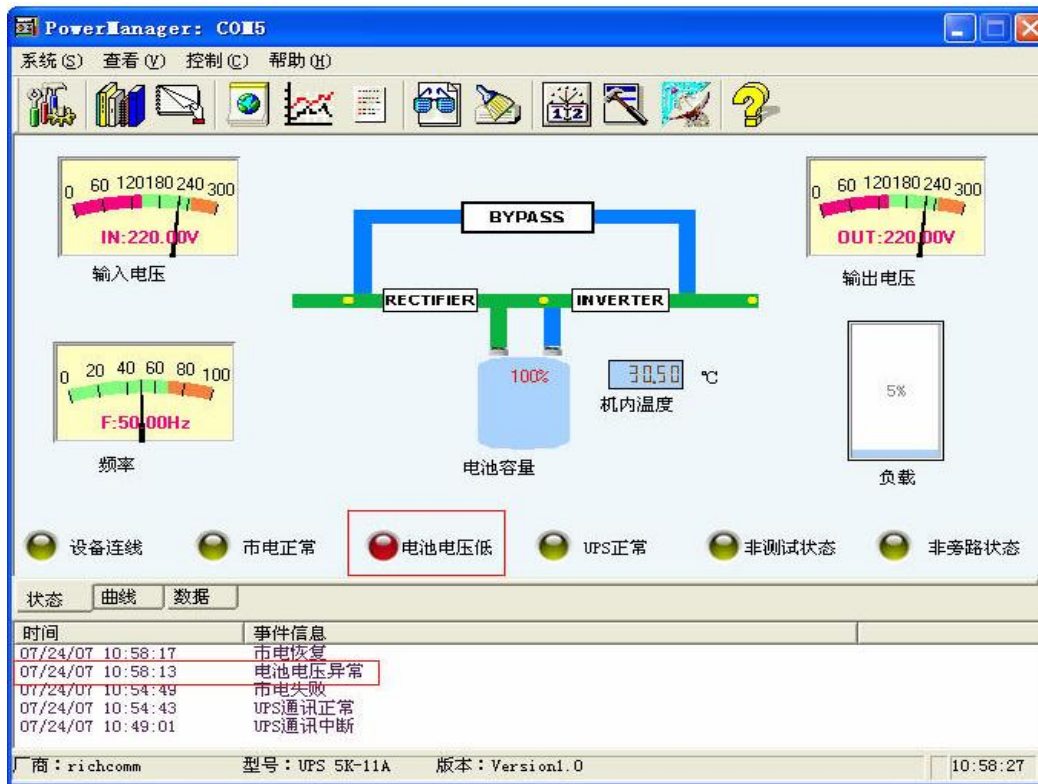 PowerManager: COM5
系统(S) 查看(V) 控制(C) 帮助(H)
0 60 120 180 240 300
IN:220.00V
输入电压
BYPASS
RECTIFIER
INVERTER
0 60 120 180 240 300
OUT:220.00V
输出电压
0 20 40 60 80 100
F:50.00Hz
频率
100%
电池容量
30.50 ℃
机内温度
5%
负载
设备连线 市电正常 电池电压低 UPS正常 非测试状态 非旁路状态
状态 曲线 数据
时间 事件信息
07/24/07 10:58:17 市电恢复
07/24/07 10:58:13 电池电压异常
07/24/07 10:54:49 市电失败
07/24/07 10:54:43 UPS通讯正常
07/24/07 10:49:01 UPS通讯中断
厂商：richcomm 型号：UPS 5K-11A 版本：Version1.0 10:58:27